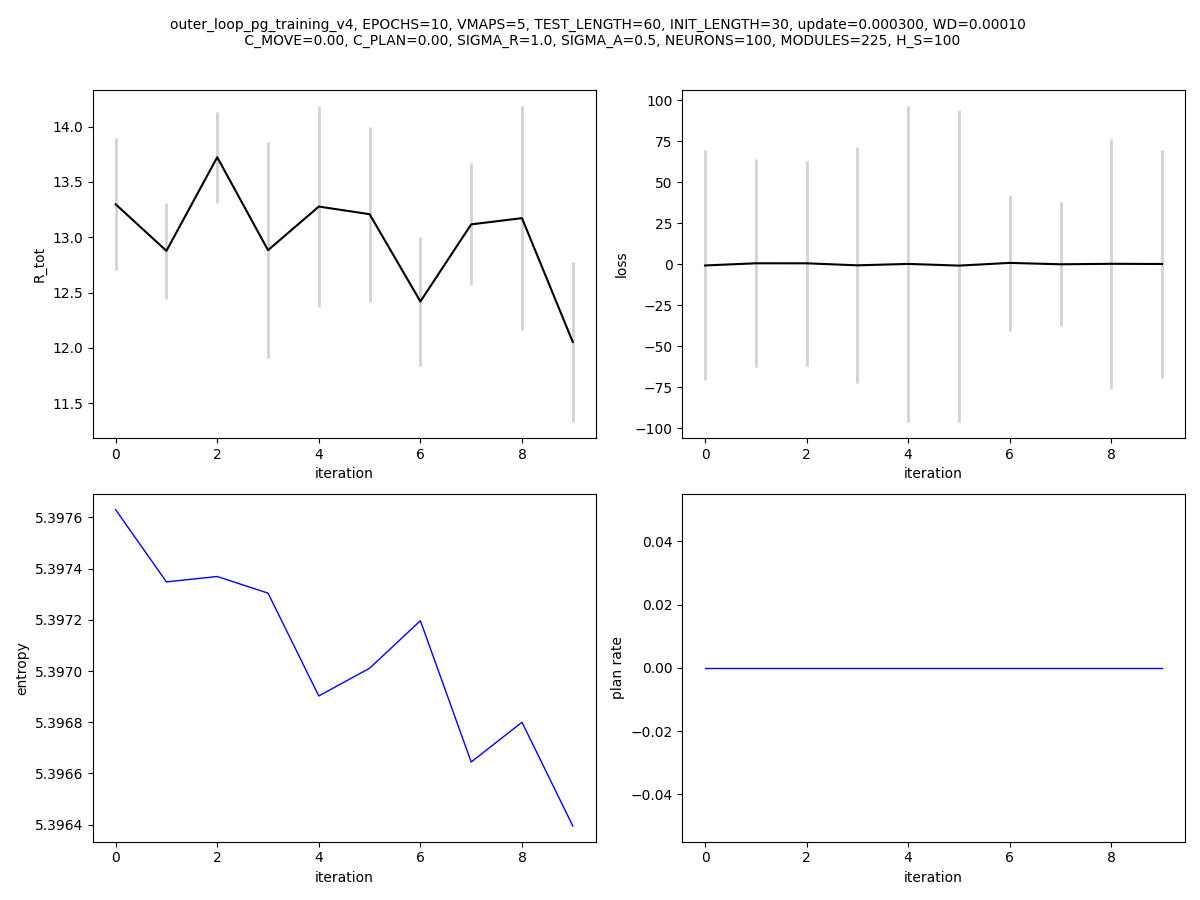 outer_loop_pg_training_v4, EPOCHS=10, VMAPS=5, TEST_LENGTH=60, INIT_LENGTH=30, update=0.000300, WD=0.00010
C_MOVE=0.00, C_PLAN=0.00, SIGMA_R=1.0, SIGMA_A=0.5, NEURONS=100, MODULES=225, H_S=100
R_tot
14.0
13.5
13.0
12.5
12.0
11.5
0 2 4 6 8
iteration
loss
100
75
50
25
0
−25
−50
−75
−100
0 2 4 6 8
iteration
entropy
5.3976
5.3974
5.3972
5.3970
5.3968
5.3966
5.3964
0 2 4 6 8
iteration
plan rate
0.04
0.02
0.00
−0.02
−0.04
0 2 4 6 8
iteration